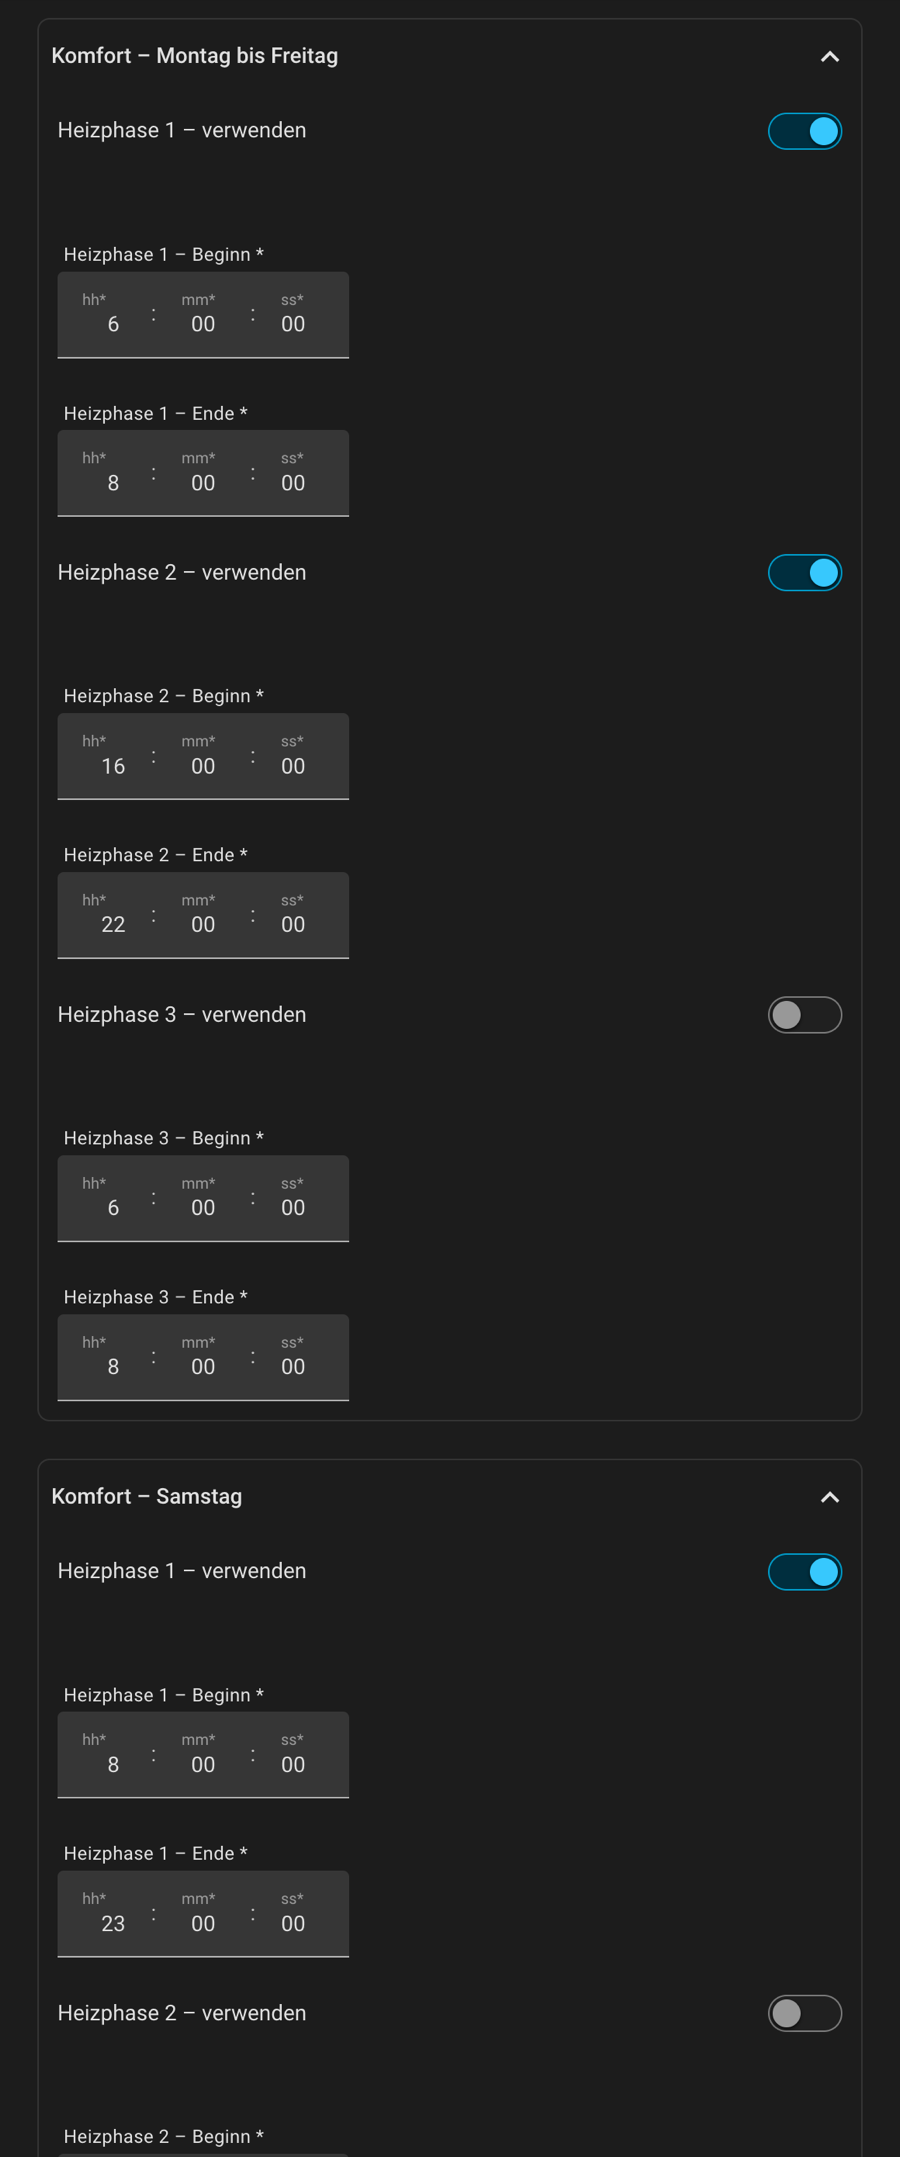 Komfort – Montag bis Freitag
Heizphase 1 – verwenden
Heizphase 1 – Beginn *
hh* mm* ss*
6 : 00 : 00
Heizphase 1 – Ende *
hh* mm* ss*
8 : 00 : 00
Heizphase 2 – verwenden
Heizphase 2 – Beginn *
hh* mm* ss*
16 : 00 : 00
Heizphase 2 – Ende *
hh* mm* ss*
22 : 00 : 00
Heizphase 3 – verwenden
Heizphase 3 – Beginn *
hh* mm* ss*
6 : 00 : 00
Heizphase 3 – Ende *
hh* mm* ss*
8 : 00 : 00
Komfort – Samstag
Heizphase 1 – verwenden
Heizphase 1 – Beginn *
hh* mm* ss*
8 : 00 : 00
Heizphase 1 – Ende *
hh* mm* ss*
23 : 00 : 00
Heizphase 2 – verwenden
Heizphase 2 – Beginn *